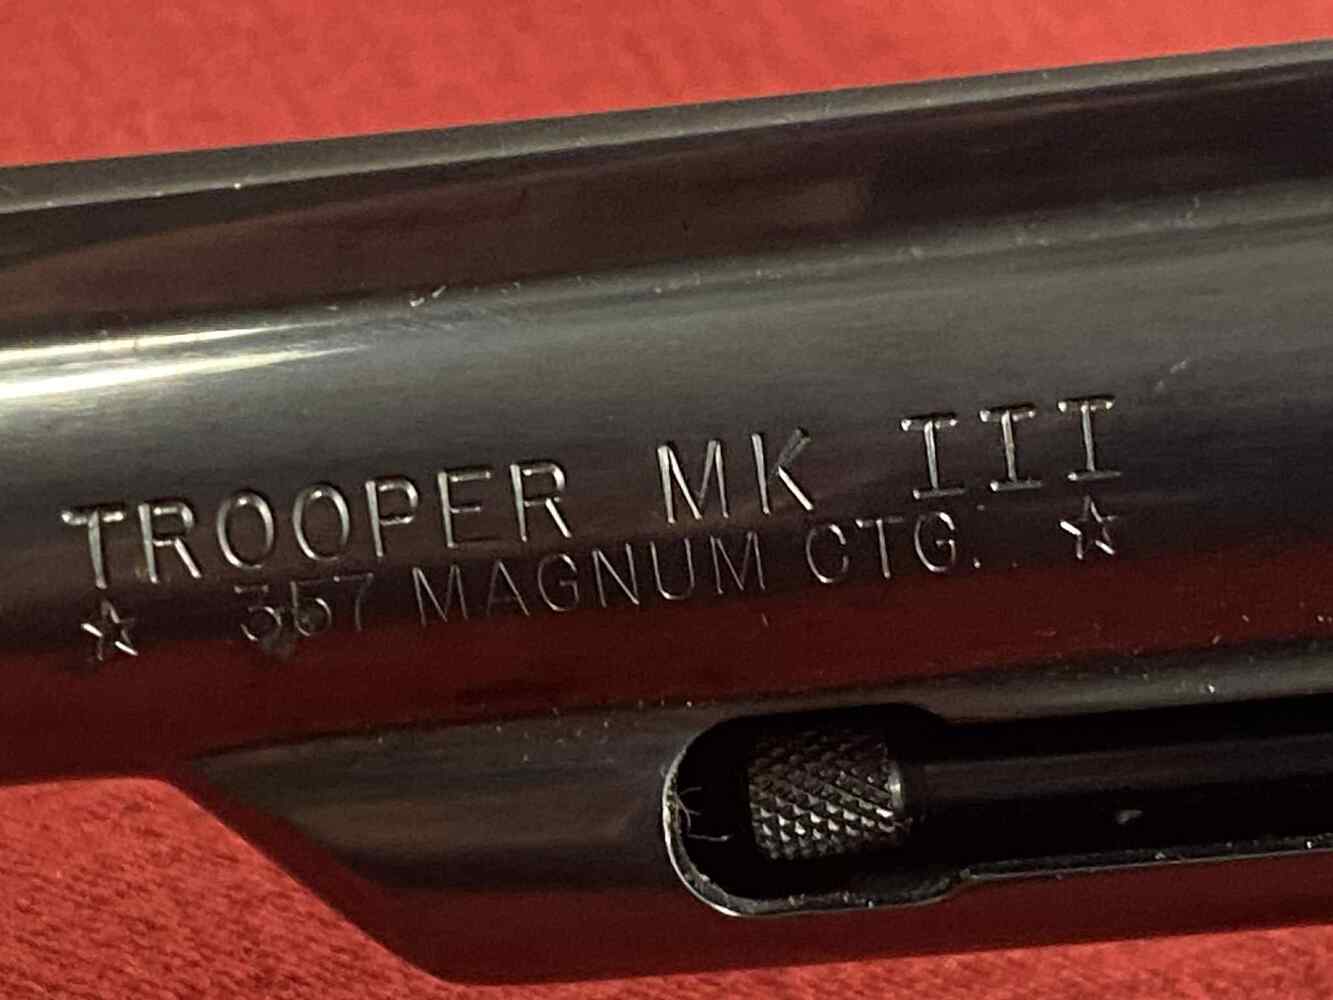 TROOPER MK III
☆ 357 MAGNUM CTG. ☆